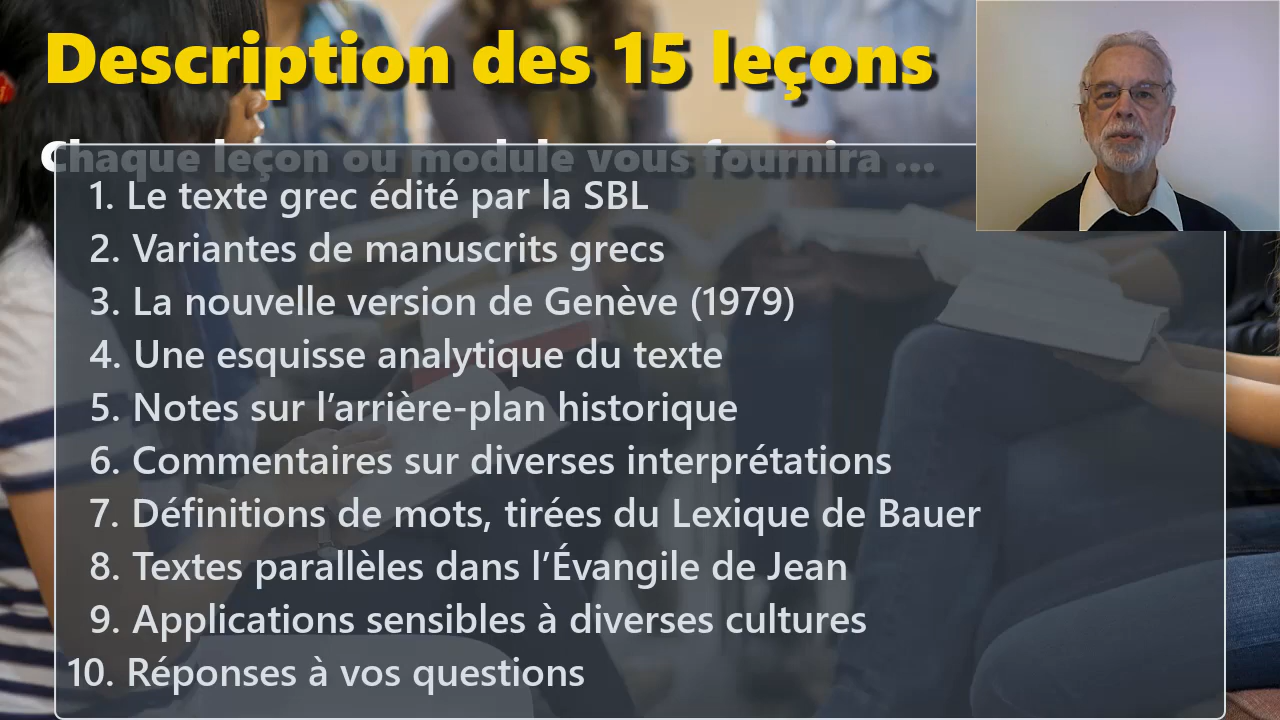 Description des 15 leçons
Chaque leçon ou module vous fournira ...
1. Le texte grec édité par la SBL
2. Variantes de manuscrits grecs
3. La nouvelle version de Genève (1979)
4. Une esquisse analytique du texte
5. Notes sur l’arrière-plan historique
6. Commentaires sur diverses interprétations
7. Définitions de mots, tirées du Lexique de Bauer
8. Textes parallèles dans l’Évangile de Jean
9. Applications sensibles à diverses cultures
10. Réponses à vos questions